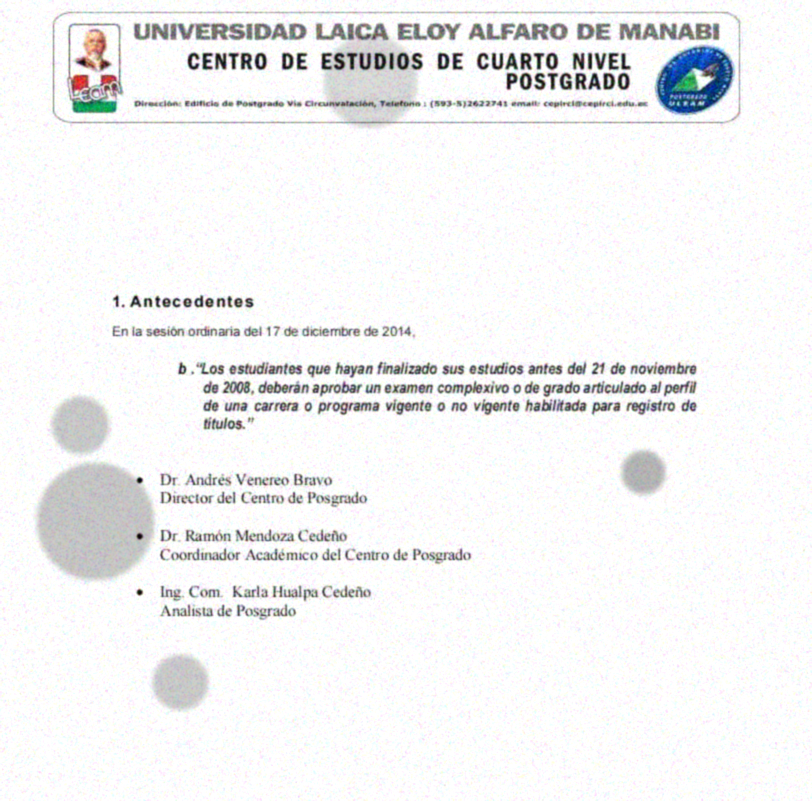 UNIVERSIDAD LAICA ELOY ALFARO DE MANABI
CENTRO DE ESTUDIOS DE CUARTO NIVEL
POSTGRADO
Dirección: Edificio de Postgrado Via Circunvalación, Telefono : (593-5)2622741 email: cepirci@cepirci.edu.ec
1. Antecedentes
En la sesión ordinaria del 17 de diciembre de 2014,
b ."Los estudiantes que hayan finalizado sus estudios antes del 21 de noviembre
de 2008, deberán aprobar un examen complexivo o de grado articulado al perfil
de una carrera o programa vigente o no vigente habilitada para registro de
títulos."
• Dr. Andrés Venereo Bravo
Director del Centro de Posgrado
• Dr. Ramón Mendoza Cedeño
Coordinador Académico del Centro de Posgrado
• Ing. Com. Karla Hualpa Cedeño
Analista de Posgrado